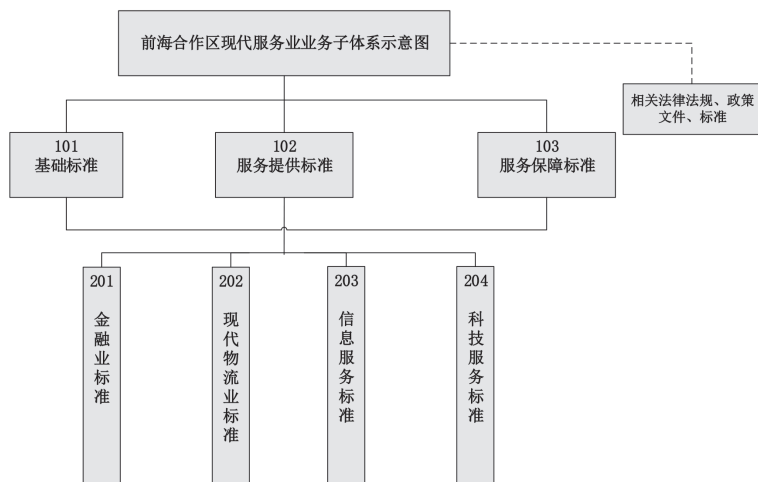 前海合作区现代服务业业务子体系示意图
相关法律法规、政策
文件、标准
101
基础标准
102
服务提供标准
103
服务保障标准
201
金融业标准
202
现代物流业标准
203
信息服务标准
204
科技服务标准